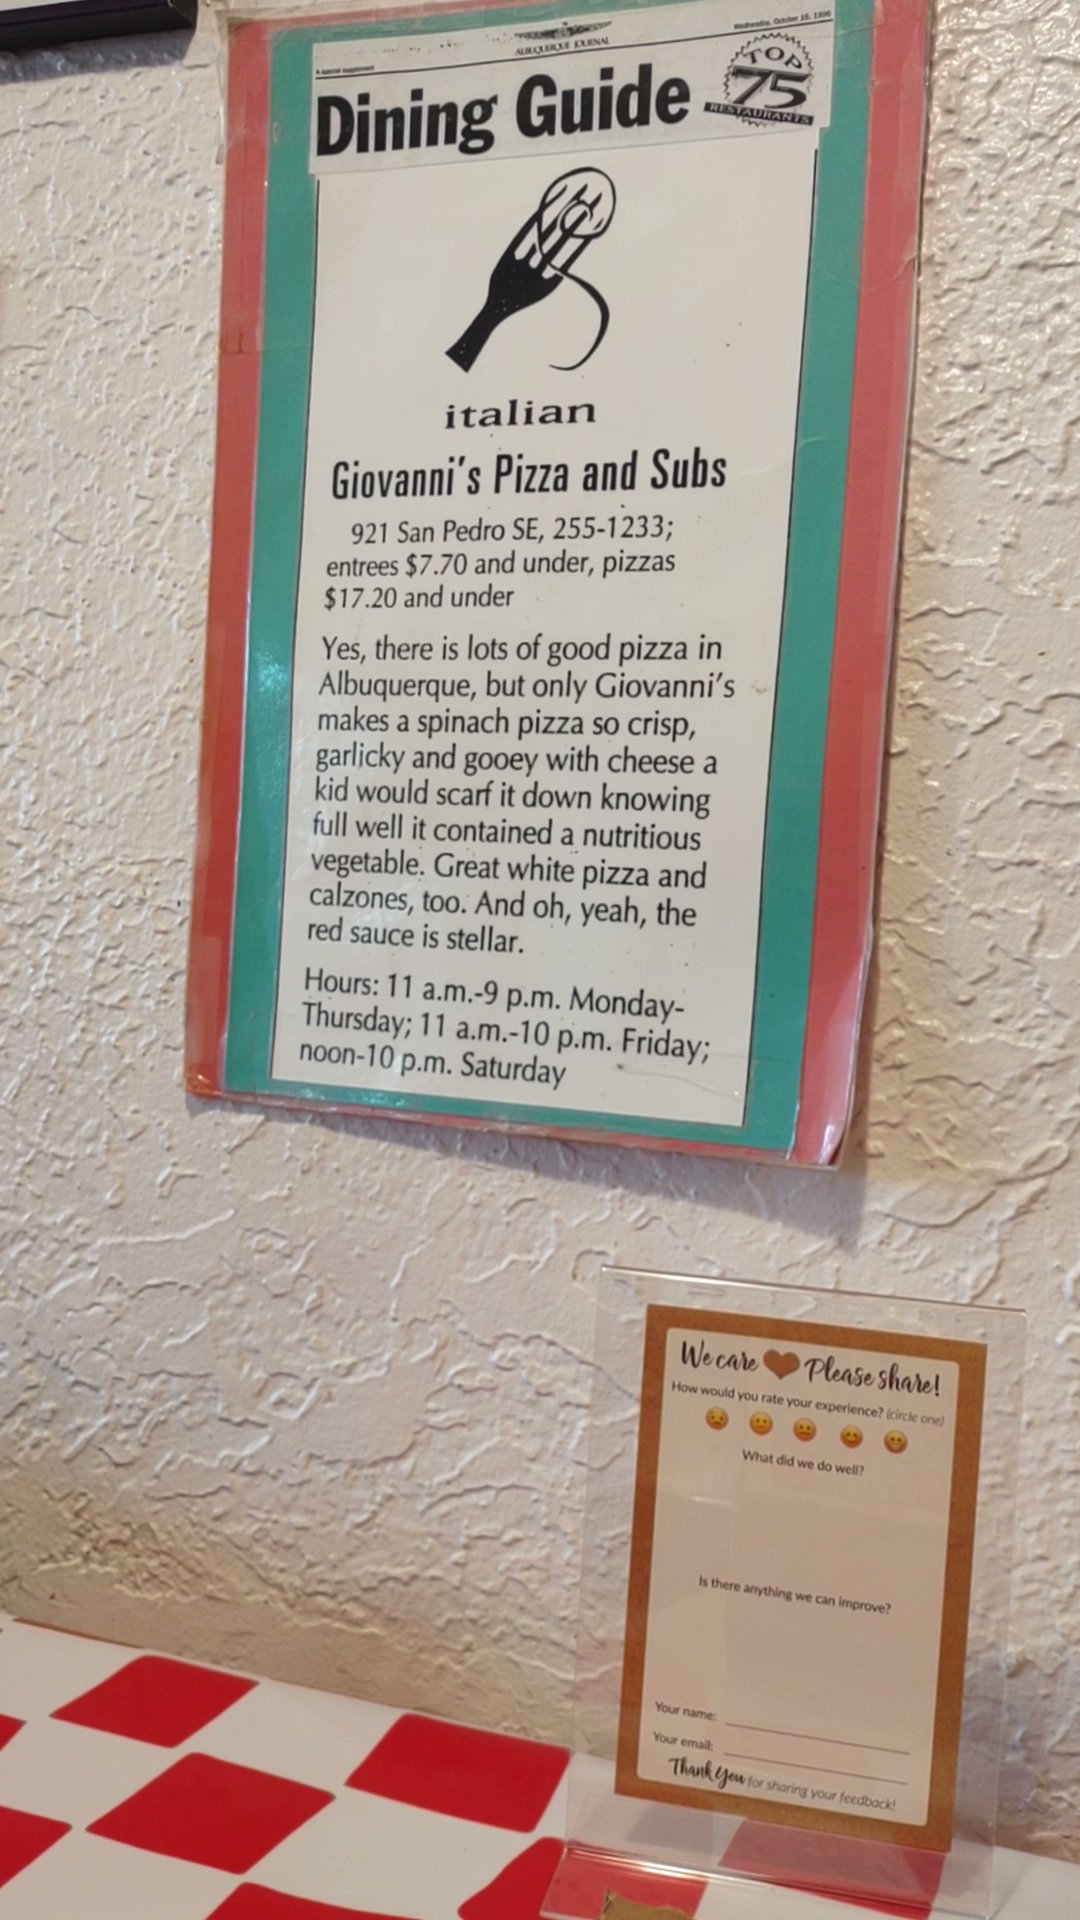 A special supplement
ALBUQUERQUE JOURNAL
Wednesday, October 16, 1996
Dining Guide
TOP
75
RESTAURANTS
italian
Giovanni's Pizza and Subs
921 San Pedro SE, 255-1233;
entrees $7.70 and under, pizzas
$17.20 and under
Yes, there is lots of good pizza in
Albuquerque, but only Giovanni's
makes a spinach pizza so crisp,
garlicky and gooey with cheese a
kid would scarf it down knowing
full well it contained a nutritious
vegetable. Great white pizza and
calzones, too. And oh, yeah, the
red sauce is stellar.
Hours: 11 a.m.-9 p.m. Monday-
Thursday; 11 a.m.-10 p.m. Friday;
noon-10 p.m. Saturday
We care Please share!
How would you rate your experience? (circle one)
What did we do well?
Is there anything we can improve?
Your name:
Your email:
Thank You for sharing your feedback!